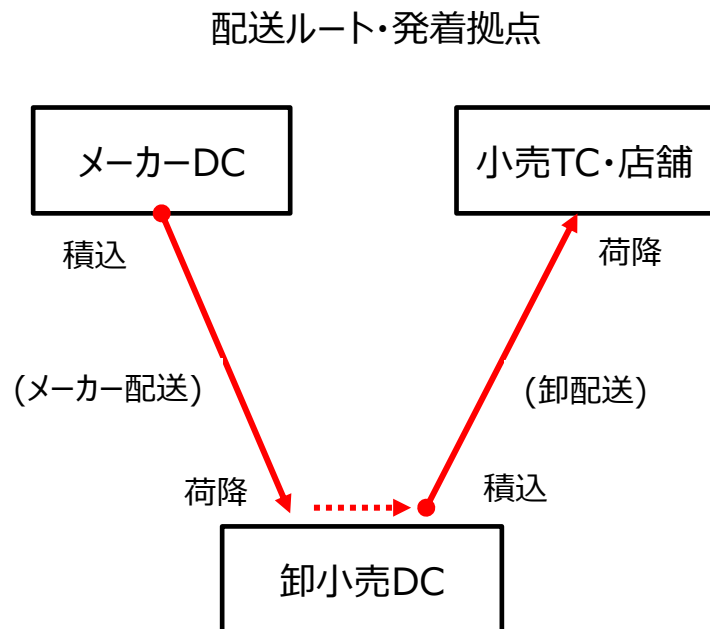 配送ルート・発着拠点
メーカーDC
小売TC・店舗
積込
荷降
(メーカー配送)
(卸配送)
荷降
積込
卸小売DC